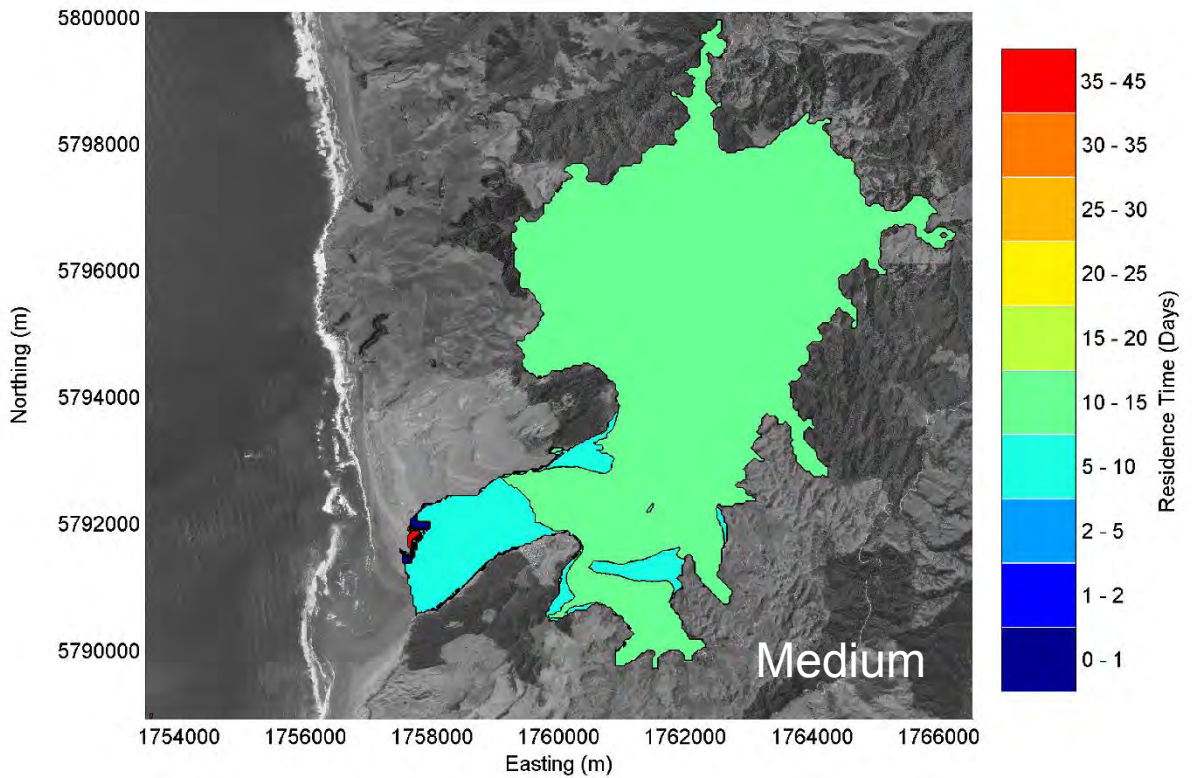 5800000
5798000
5796000
5794000
5792000
5790000
Northing (m)
1754000 1756000 1758000 1760000 1762000 1764000 1766000
Easting (m)
Medium
35 - 45
30 - 35
25 - 30
20 - 25
15 - 20
10 - 15
5 - 10
2 - 5
1 - 2
0 - 1
Residence Time (Days)